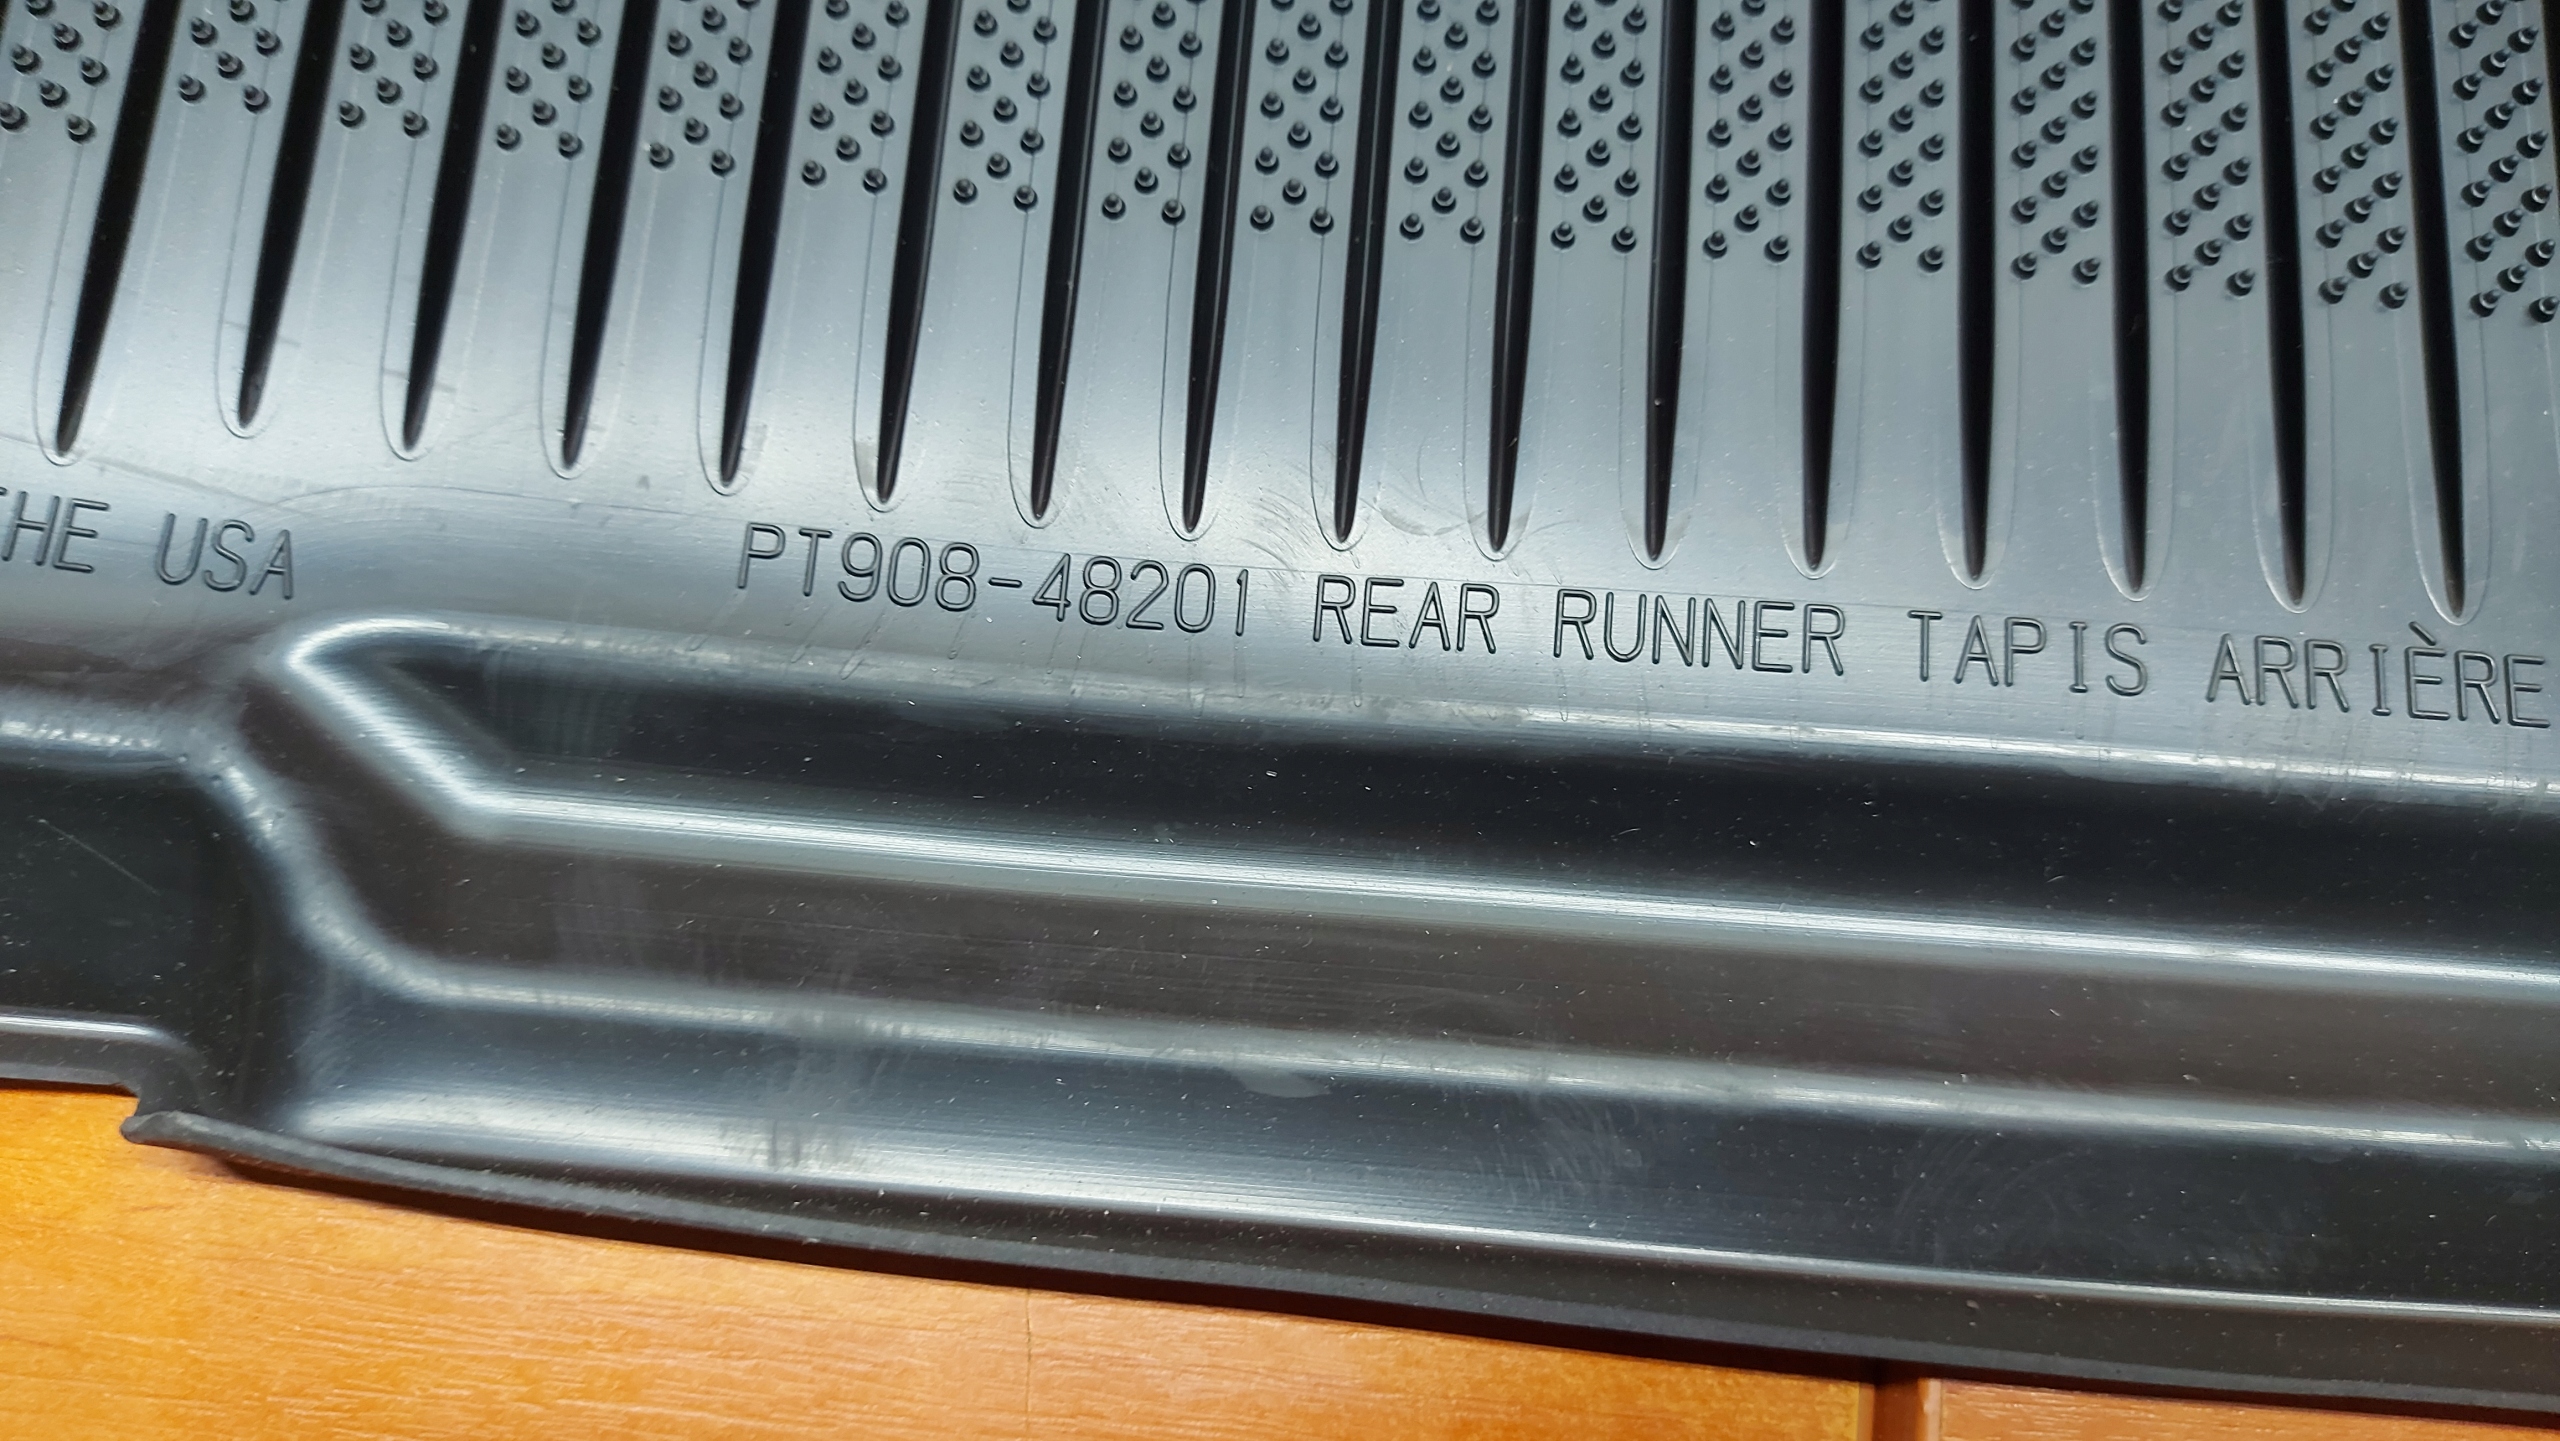 THE USA
PT908-48201 REAR RUNNER TAPIS ARRIÈRE